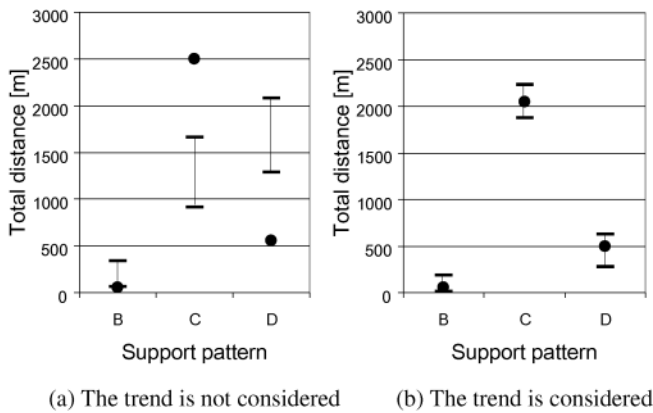 3000
2500
2000
1500
1000
500
0
Total distance [m]
B C D
Support pattern
(a) The trend is not considered
3000
2500
2000
1500
1000
500
0
Total distance [m]
B C D
Support pattern
(b) The trend is considered